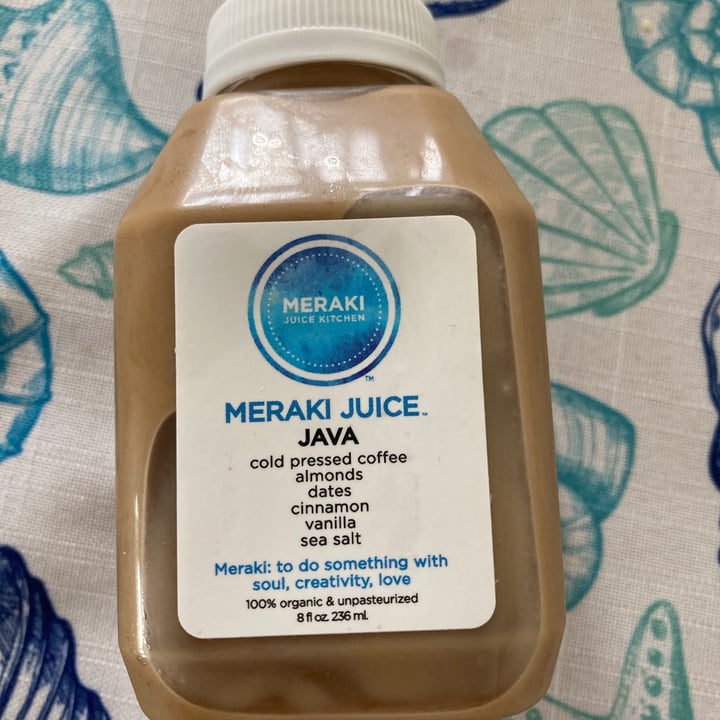 MERAKI
JUICE KITCHEN
TM
MERAKI JUICE™
JAVA
cold pressed coffee
almonds
dates
cinnamon
vanilla
sea salt
Meraki: to do something with
soul, creativity, love
100% organic & unpasteurized
8 fl oz. 236 ml.